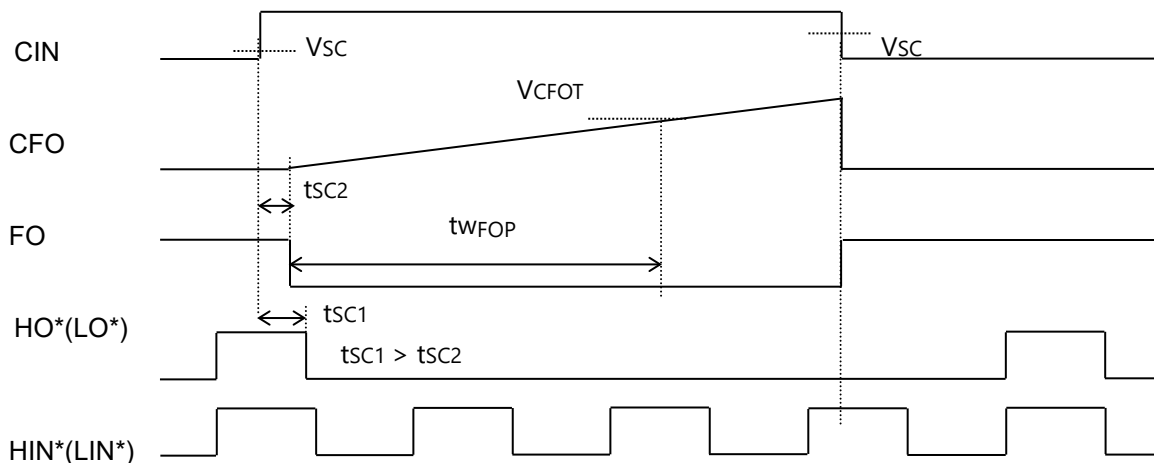 CIN
VSC
VSC
VCFOT
CFO
tSC2
FO
twFOP
HO*(LO*)
tSC1
tSC1 > tSC2
HIN*(LIN*)